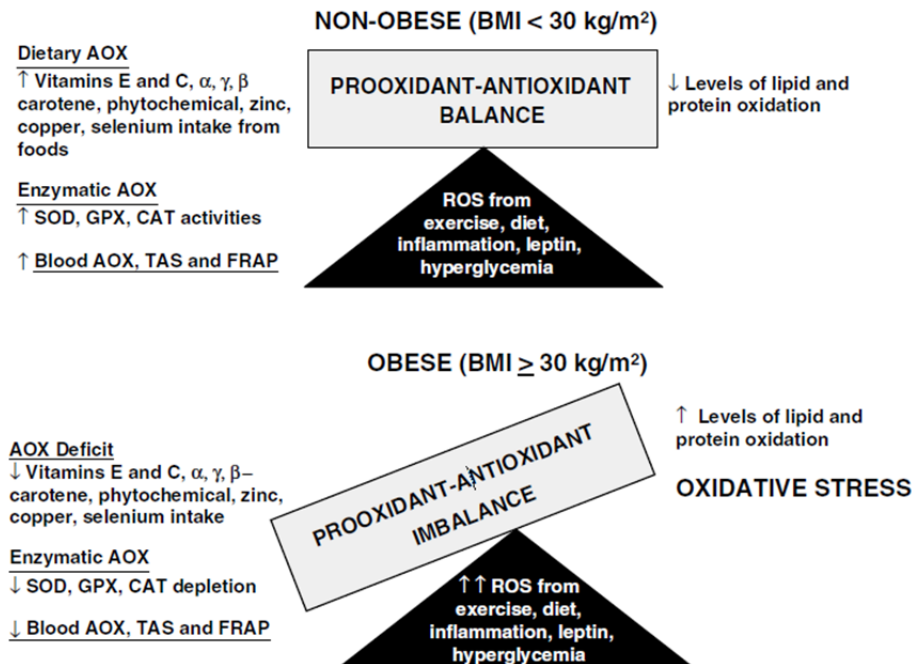 NON-OBESE (BMI < 30 kg/m²)
Dietary AOX
↑ Vitamins E and C, α, γ, β
carotene, phytochemical, zinc,
copper, selenium intake from
foods
Enzymatic AOX
↑ SOD, GPX, CAT activities
↑ Blood AOX, TAS and FRAP
PROOXIDANT-ANTIOXIDANT
BALANCE
ROS from
exercise, diet,
inflammation, leptin,
hyperglycemia
↓ Levels of lipid and
protein oxidation
OBESE (BMI ≥ 30 kg/m²)
AOX Deficit
↓ Vitamins E and C, α, γ, β–
carotene, phytochemical, zinc,
copper, selenium intake
Enzymatic AOX
↓ SOD, GPX, CAT depletion
↓ Blood AOX, TAS and FRAP
PROOXIDANT-ANTIOXIDANT
IMBALANCE
↑↑ ROS from
exercise, diet,
inflammation, leptin,
hyperglycemia
↑ Levels of lipid and
protein oxidation
OXIDATIVE STRESS